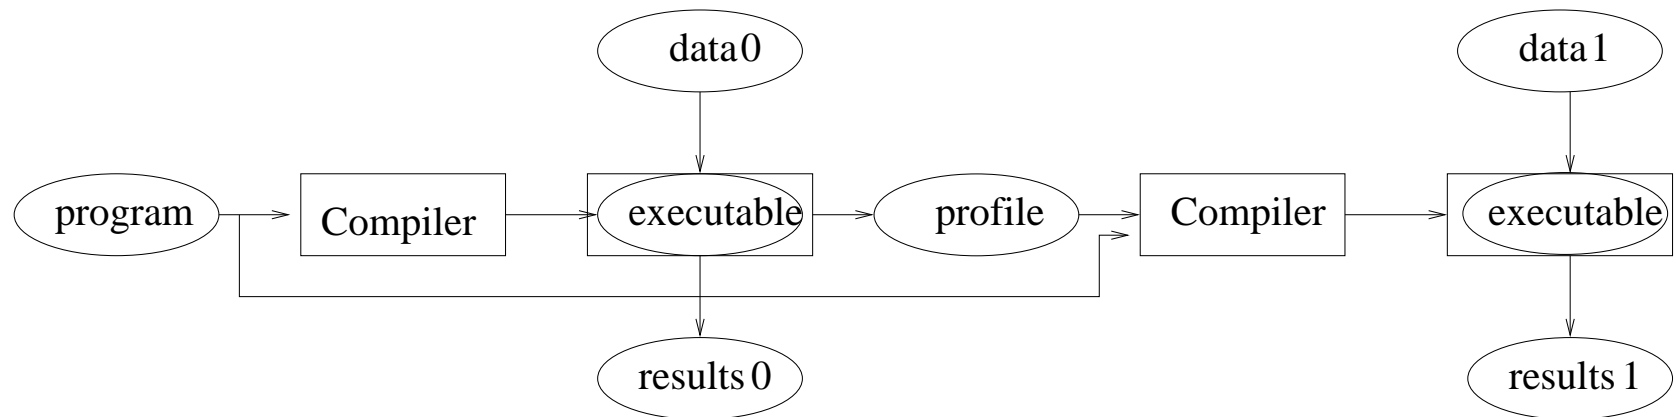 data0
data1
program
Compiler
executable
profile
Compiler
executable
results0
results1